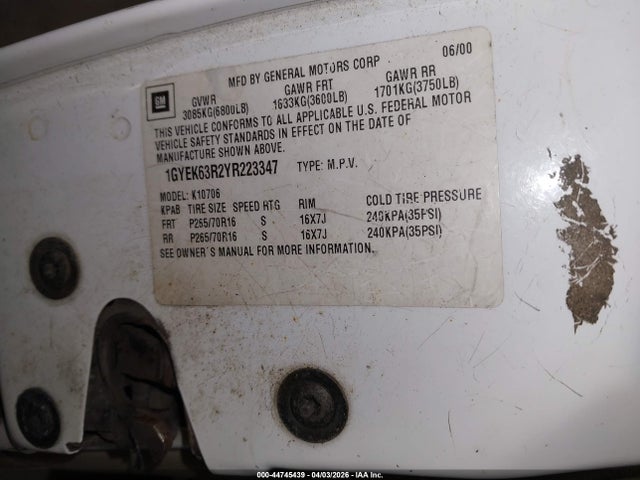 MFD BY GENERAL MOTORS CORP 06/00
GM GVWR GAWR FRT GAWR RR
3085KG(6800LB) 1633KG(3600LB) 1701KG(3750LB)
THIS VEHICLE CONFORMS TO ALL APPLICABLE U.S. FEDERAL MOTOR
VEHICLE SAFETY STANDARDS IN EFFECT ON THE DATE OF
MANUFACTURE SHOWN ABOVE.
1GYEK63R2YR223347 TYPE: M.P.V.
MODEL: K10706
KPAB TIRE SIZE SPEED RTG RIM COLD TIRE PRESSURE
FRT P265/70R16 S 16X7J 240KPA(35PSI)
RR P265/70R16 S 16X7J 240KPA(35PSI)
SEE OWNER'S MANUAL FOR MORE INFORMATION.
000-44745439 - 04/03/2026 - IAA Inc.